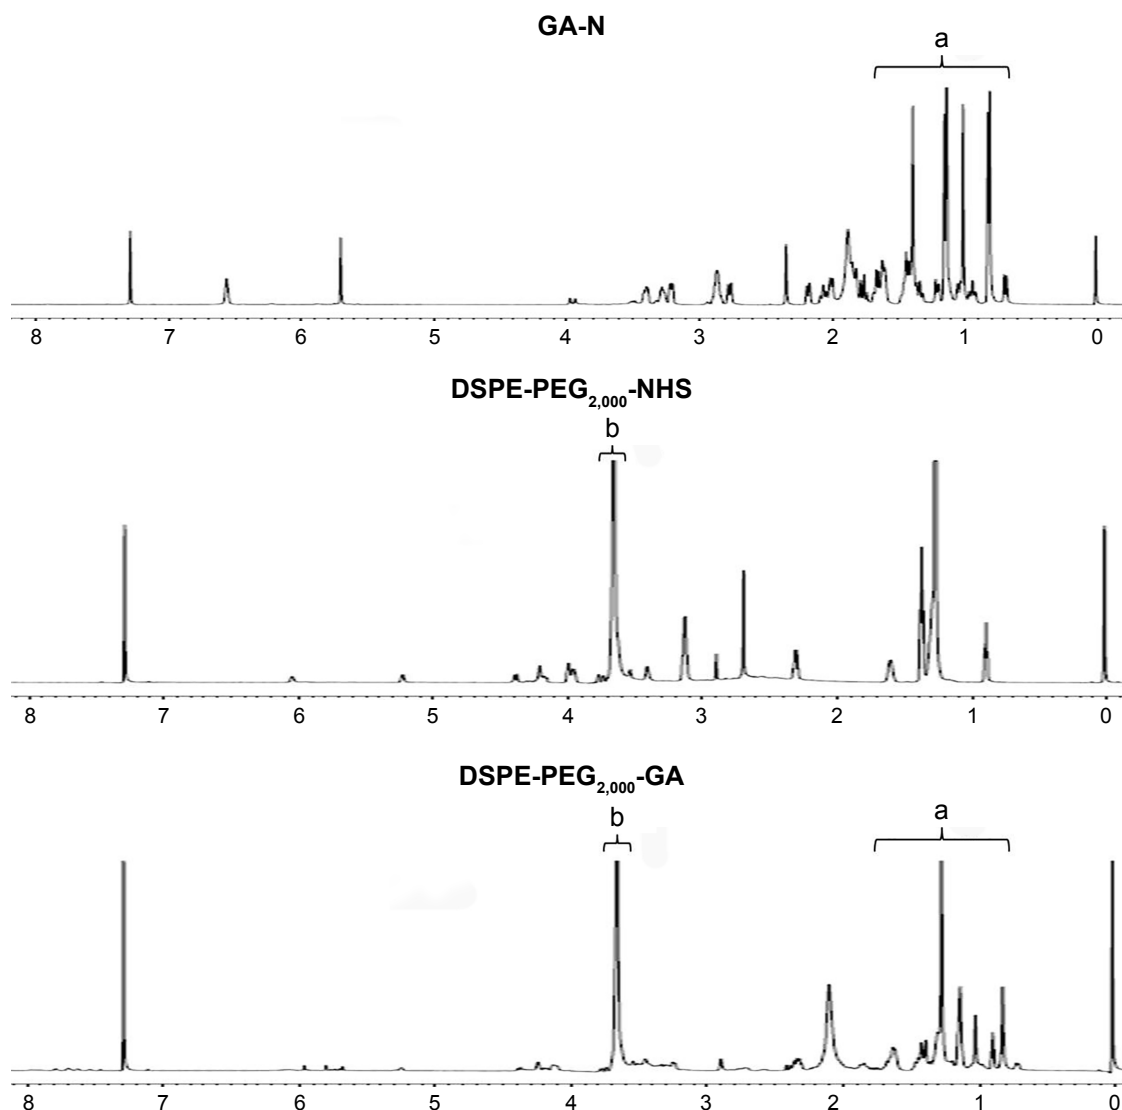 GA-N
a
8 7 6 5 4 3 2 1 0
DSPE-PEG2,000-NHS
b
8 7 6 5 4 3 2 1 0
DSPE-PEG2,000-GA
b a
8 7 6 5 4 3 2 1 0